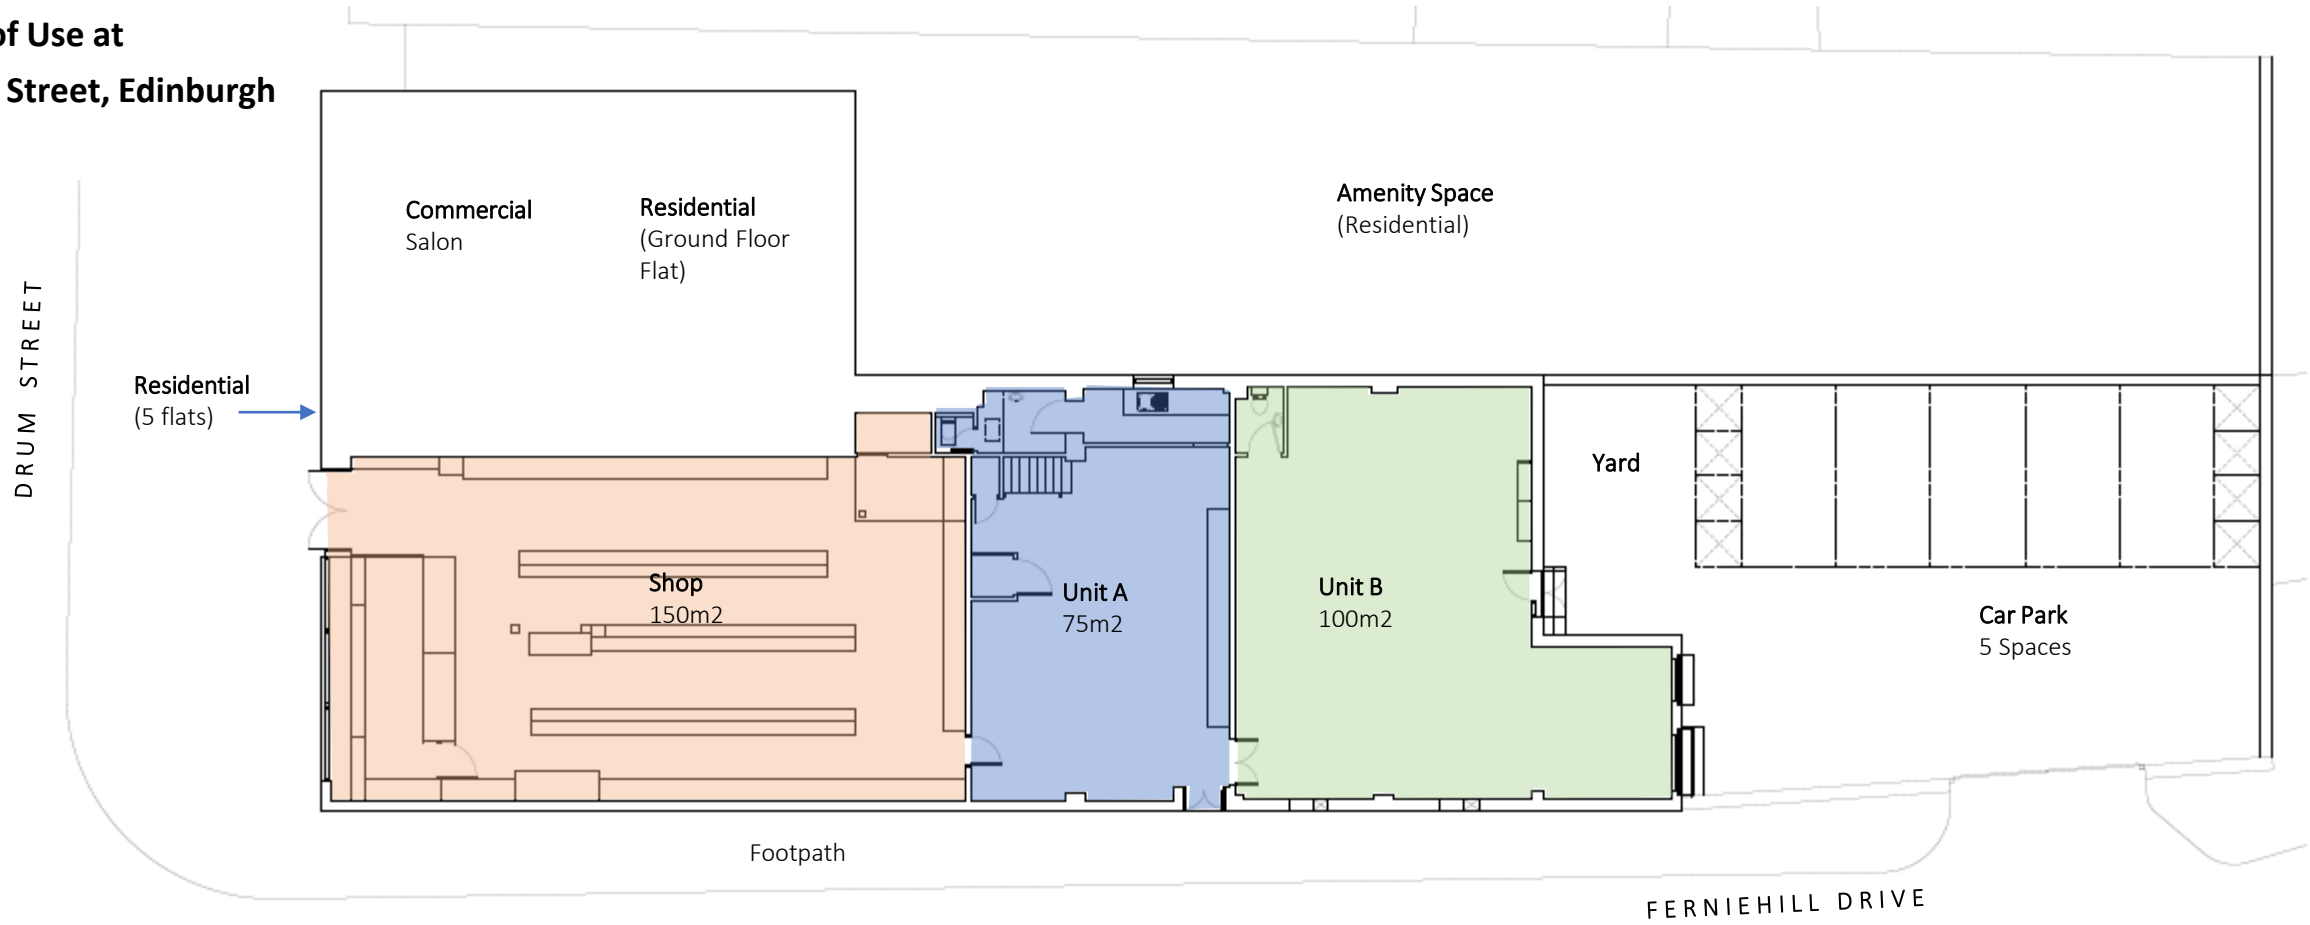 of Use at
Street, Edinburgh
Commercial
Salon
Residential
(Ground Floor
Flat)
Amenity Space
(Residential)
DRUM STREET
Residential
(5 flats)
Yard
Shop
150m2
Unit A
75m2
Unit B
100m2
Car Park
5 Spaces
Footpath
FERNIEHILL DRIVE